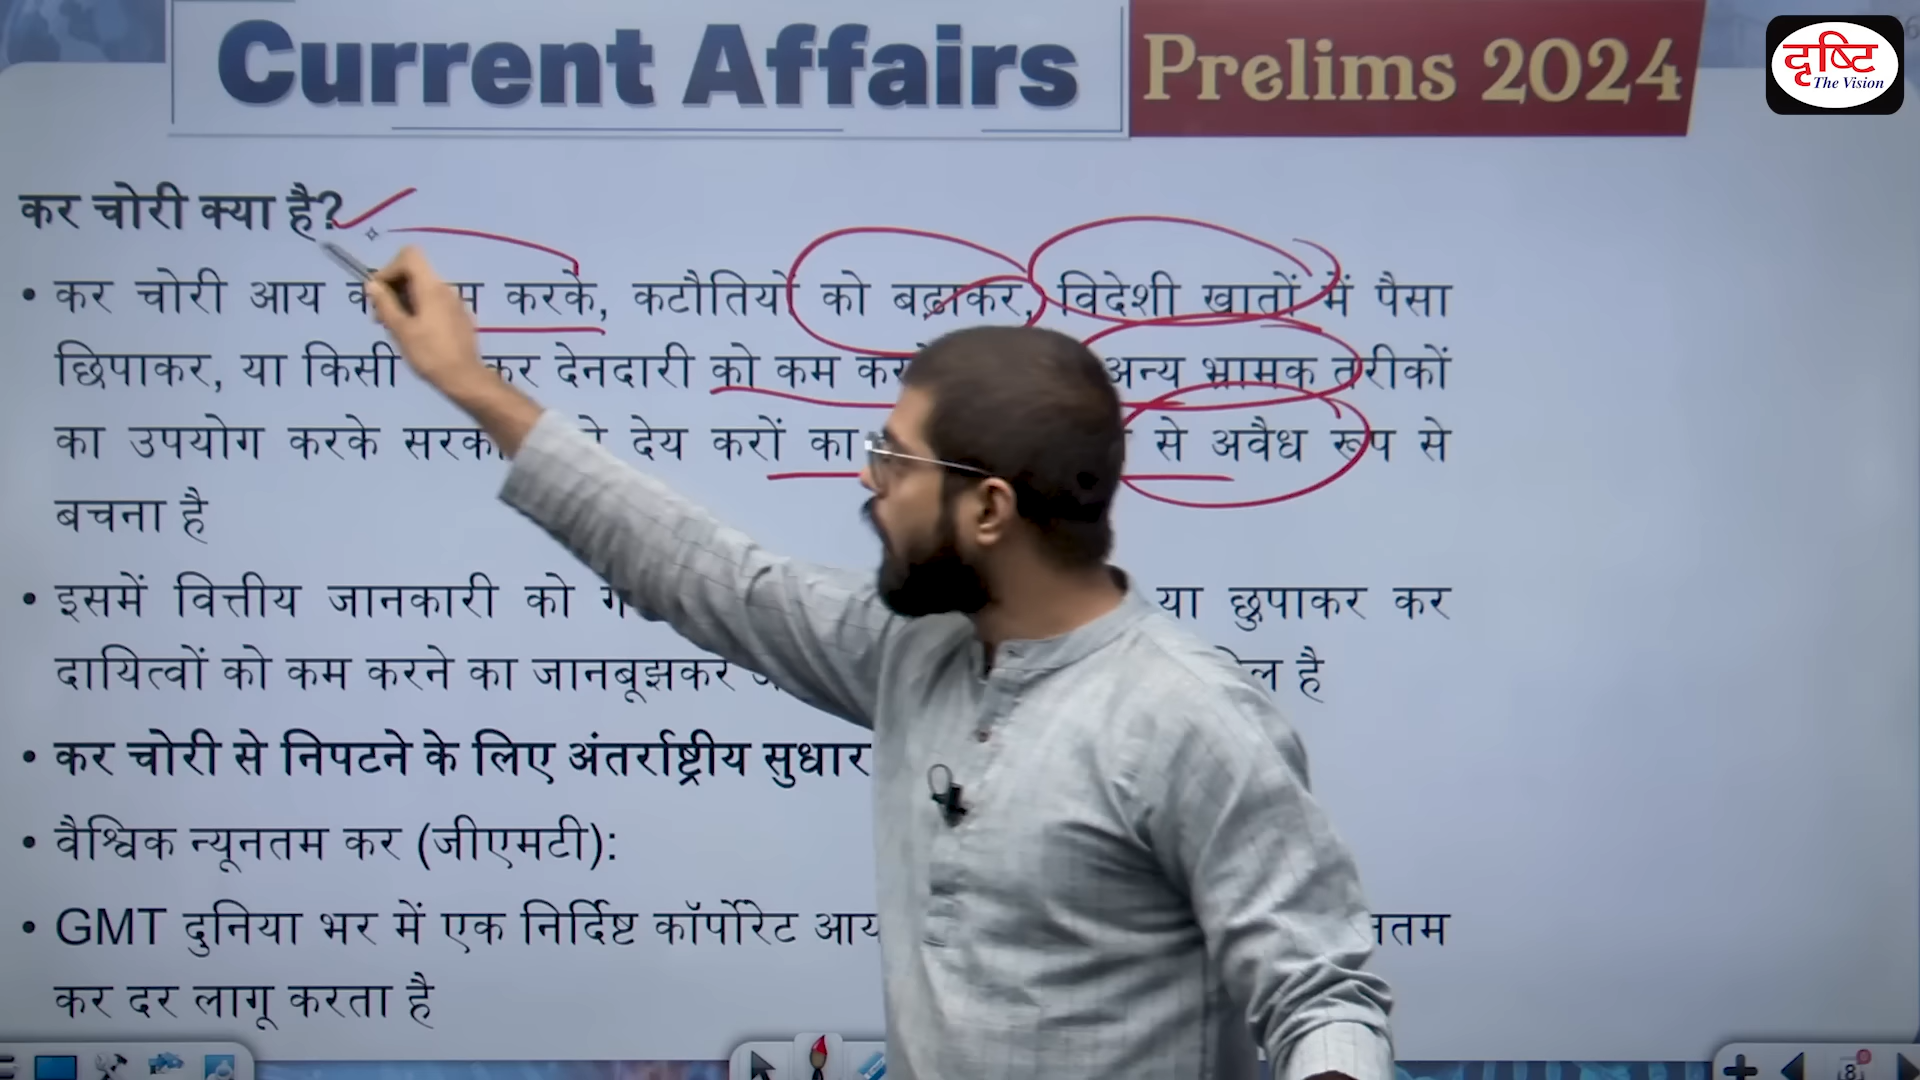 Current Affairs Prelims 2024
दृष्टि
The Vision
कर चोरी क्या है?
• कर चोरी आय करके, कटौतियों को बढ़ाकर, विदेशी खातों में पैसा
छिपाकर, या किसी कर देनदारी को कम अन्य भ्रामक तरीकों
का उपयोग करके देय करों का से अवैध रूप से
बचना है
• इसमें वित्तीय जानकारी को या छुपाकर कर
दायित्वों को कम करने का जानबूझकर है
• कर चोरी से निपटने के लिए अंतर्राष्ट्रीय सुधार
• वैश्विक न्यूनतम कर (जीएमटी):
• GMT दुनिया भर में एक निर्दिष्ट कॉर्पोरेट आय
कर दर लागू करता है
8